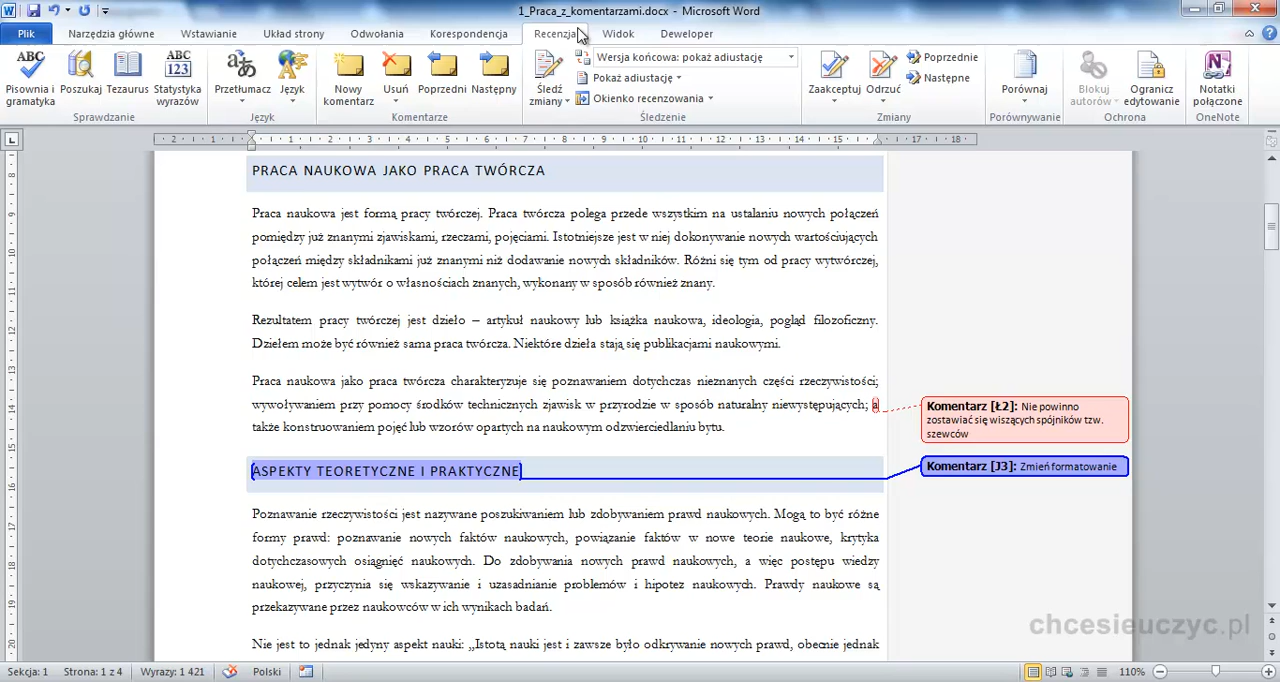 1_Praca_z_komentarzami.docx - Microsoft Word
Plik Narzędzia główne Wstawianie Układ strony Odwołania Korespondencja Recenzja Widok Deweloper
Pisownia i gramatyka Poszukaj Tezaurus Statystyka wyrazów
Sprawdzanie
Przetłumacz Język
Język
Nowy komentarz Usuń Poprzedni Następny
Komentarze
Śledź zmiany
Wersja końcowa: pokaż adiustację
Pokaż adiustację
Okienko recenzowania
Śledzenie
Zaakceptuj Odrzuć
Poprzednie
Następne
Zmiany
Porównaj
Porównywanie
Blokuj autorów Ogranicz edytowanie
Ochrona
Notatki połączone
OneNote
PRACA NAUKOWA JAKO PRACA TWÓRCZA
Praca naukowa jest formą pracy twórczej. Praca twórcza polega przede wszystkim na ustalaniu nowych połączeń
pomiędzy już znanymi zjawiskami, rzeczami, pojęciami. Istotniejsze jest w niej dokonywanie nowych wartościujących
połączeń między składnikami już znanymi niż dodawanie nowych składników. Różni się tym od pracy wytwórczej,
której celem jest wytwór o własnościach znanych, wykonany w sposób również znany.
Rezultatem pracy twórczej jest dzieło – artykuł naukowy lub książka naukowa, ideologia, pogląd filozoficzny.
Dziełem może być również sama praca twórcza. Niektóre dzieła stają się publikacjami naukowymi.
Praca naukowa jako praca twórcza charakteryzuje się poznawaniem dotychczas nieznanych części rzeczywistości;
wywoływaniem przy pomocy środków technicznych zjawisk w przyrodzie w sposób naturalny niewystępujących; a
także konstruowaniem pojęć lub wzorów opartych na naukowym odzwierciedlaniu bytu.
Komentarz [Ł2]: Nie powinno
zostawiać się wiszących spójników tzw.
szewców
ASPEKTY TEORETYCZNE I PRAKTYCZNE
Komentarz [J3]: Zmień formatowanie
Poznawanie rzeczywistości jest nazywane poszukiwaniem lub zdobywaniem prawd naukowych. Mogą to być różne
formy prawd: poznawanie nowych faktów naukowych, powiązanie faktów w nowe teorie naukowe, krytyka
dotychczasowych osiągnięć naukowych. Do zdobywania nowych prawd naukowych, a więc postępu wiedzy
naukowej, przyczynia się wskazywanie i uzasadnianie problemów i hipotez naukowych. Prawdy naukowe są
przekazywane przez naukowców w ich wynikach badań.
Nie jest to jednak jedyny aspekt nauki: „Istotą nauki jest i zawsze było odkrywanie nowych prawd, obecnie jednak
chcesieuczyc.pl
Sekcja: 1 Strona: 1 z 4 Wyrazy: 1 421 Polski 110%